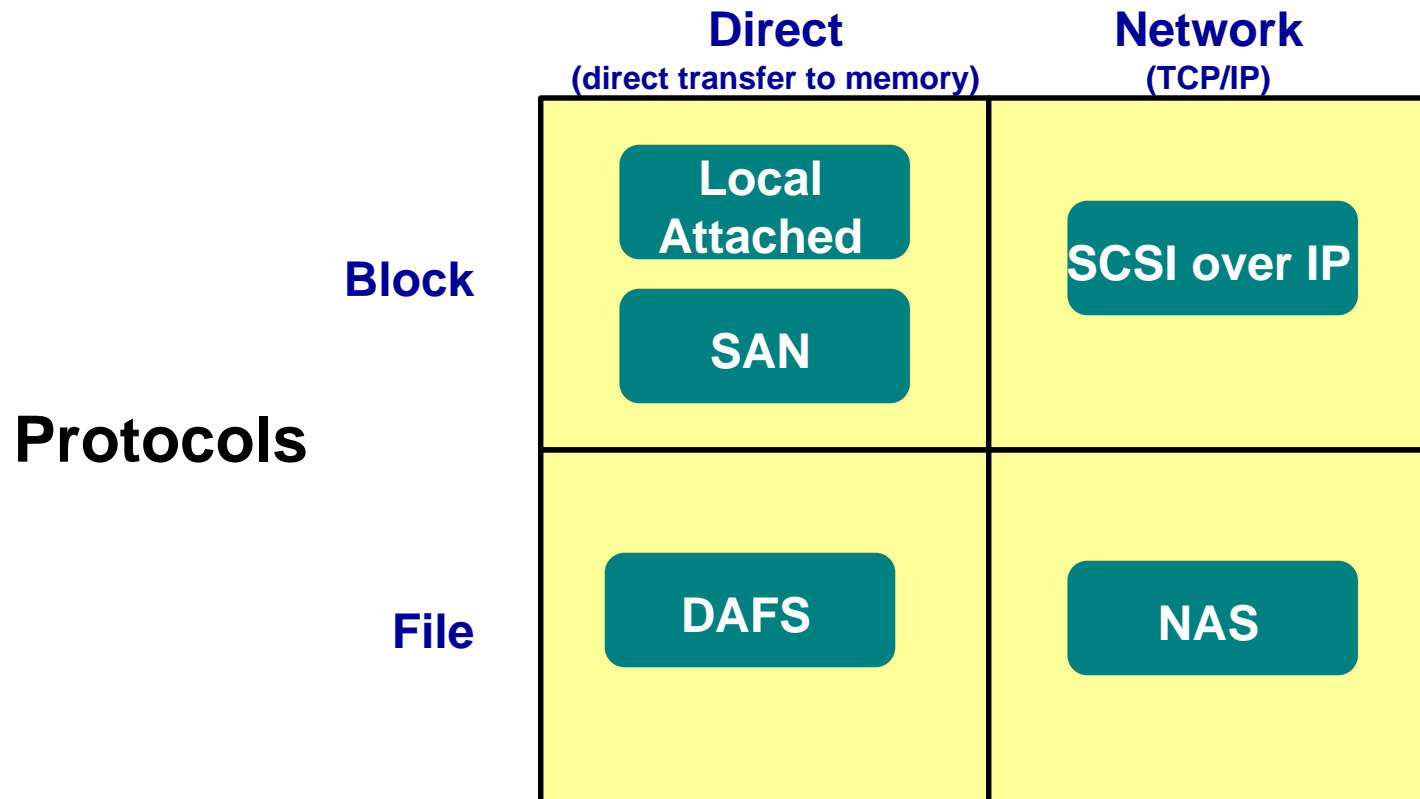 Direct
Network
(direct transfer to memory)
(TCP/IP)
Local
Attached
SCSI over IP
Block
SAN
Protocols
DAFS
NAS
File